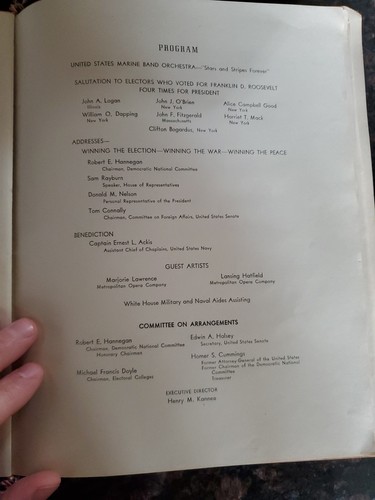 PROGRAM
UNITED STATES MARINE BAND ORCHESTRA—"Stars and Stripes Forever"
SALUTATION TO ELECTORS WHO VOTED FOR FRANKLIN D. ROOSEVELT
FOUR TIMES FOR PRESIDENT
John A. Logan
Illinois
John J. O'Brien
New York
Alice Campbell Good
New York
William O. Dapping
New York
John F. Fitzgerald
Massachusetts
Harriet T. Mack
New York
Clifton Bogardus, New York
ADDRESSES—
WINNING THE ELECTION—WINNING THE WAR—WINNING THE PEACE
Robert E. Hannegan
Chairman, Democratic National Committee
Sam Rayburn
Speaker, House of Representatives
Donald M. Nelson
Personal Representative of the President
Tom Connally
Chairman, Committee on Foreign Affairs, United States Senate
BENEDICTION
Captain Ernest L. Ackis
Assistant Chief of Chaplains, United States Navy
GUEST ARTISTS
Marjorie Lawrence
Metropolitan Opera Company
Lansing Hatfield
Metropolitan Opera Company
White House Military and Naval Aides Assisting
COMMITTEE ON ARRANGEMENTS
Robert E. Hannegan
Chairman, Democratic National Committee
Honorary Chairman
Michael Francis Doyle
Chairman, Electoral Colleges
Edwin A. Halsey
Secretary, United States Senate
Homer S. Cummings
Former Attorney-General of the United States
Former Chairman of the Democratic National
Committee
Treasurer
EXECUTIVE DIRECTOR
Henry M. Kannee